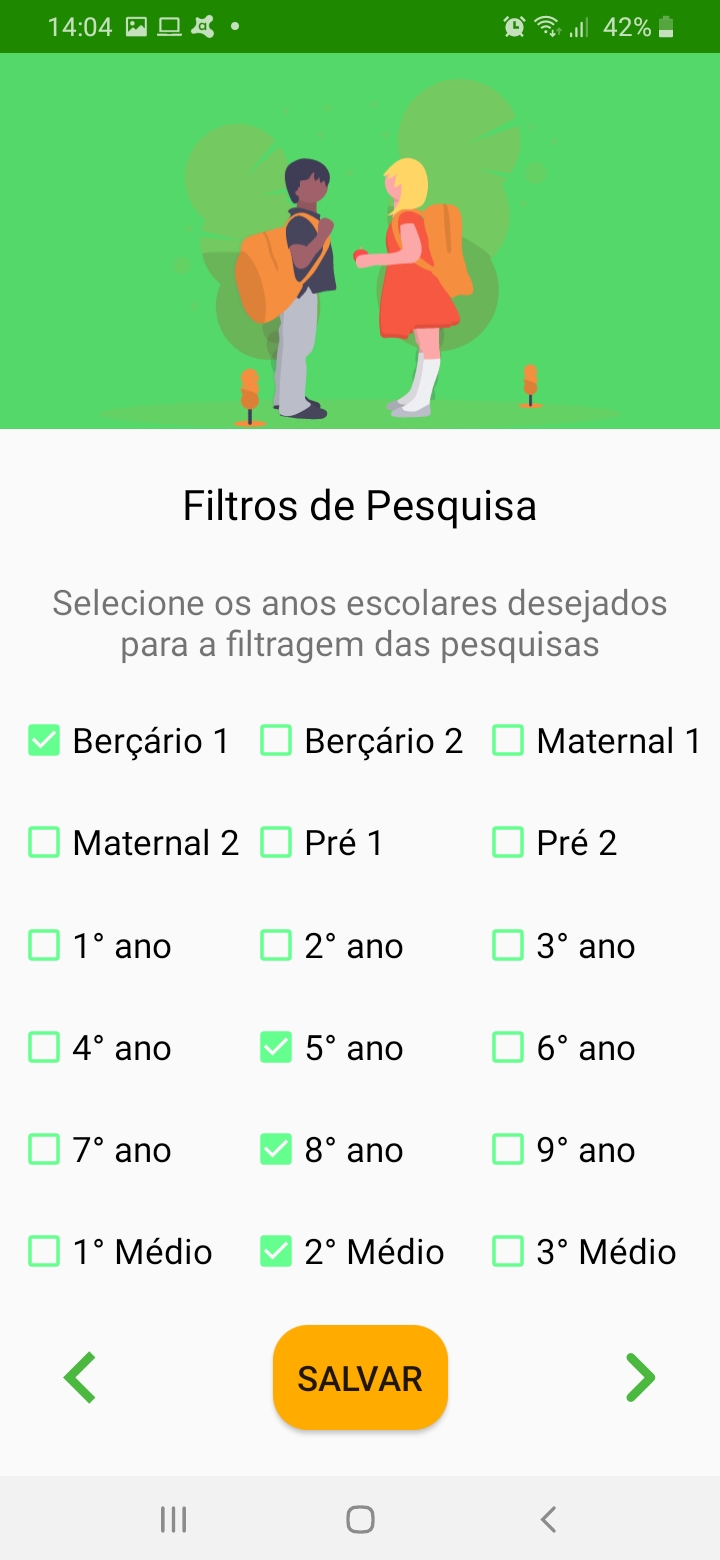 14:04 42%
Filtros de Pesquisa
Selecione os anos escolares desejados
para a filtragem das pesquisas
Berçário 1 Berçário 2 Maternal 1
Maternal 2 Pré 1 Pré 2
1° ano 2° ano 3° ano
4° ano 5° ano 6° ano
7° ano 8° ano 9° ano
1° Médio 2° Médio 3° Médio
SALVAR